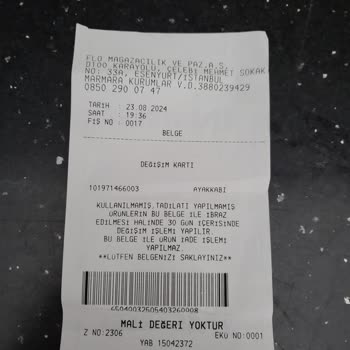 FLO MAĞAZACILIK VE PAZ.A.Ş.
D100 KARAYOLU, ÇELEBİ MEHMET SOKAK
NO: 33A, ESENYURT/İSTANBUL
MARMARA KURUMLAR V.D.3880239429
0850 290 07 47
TARİH : 23.08.2024
SAAT : 19:36
FİŞ NO : 0017
BELGE
DEĞİŞİM KARTI
101971466003 AYAKKABI
KULLANILMAMIŞ,TADİLATI YAPILMAMIŞ
ÜRÜNLERİN BU BELGE İLE İBRAZ
EDİLMESİ HALİNDE 30 GÜN İÇERİSİNDE
DEĞİŞİM İŞLEMİ YAPILIR.
BU BELGE İLE ÜRÜN İADE İŞLEMİ
YAPILMAZ.
**LÜTFEN BELGENİZİ SAKLAYINIZ**
MALİ DEĞERİ YOKTUR
Z NO:2306 EKÜ NO:0001
YAB 15042372